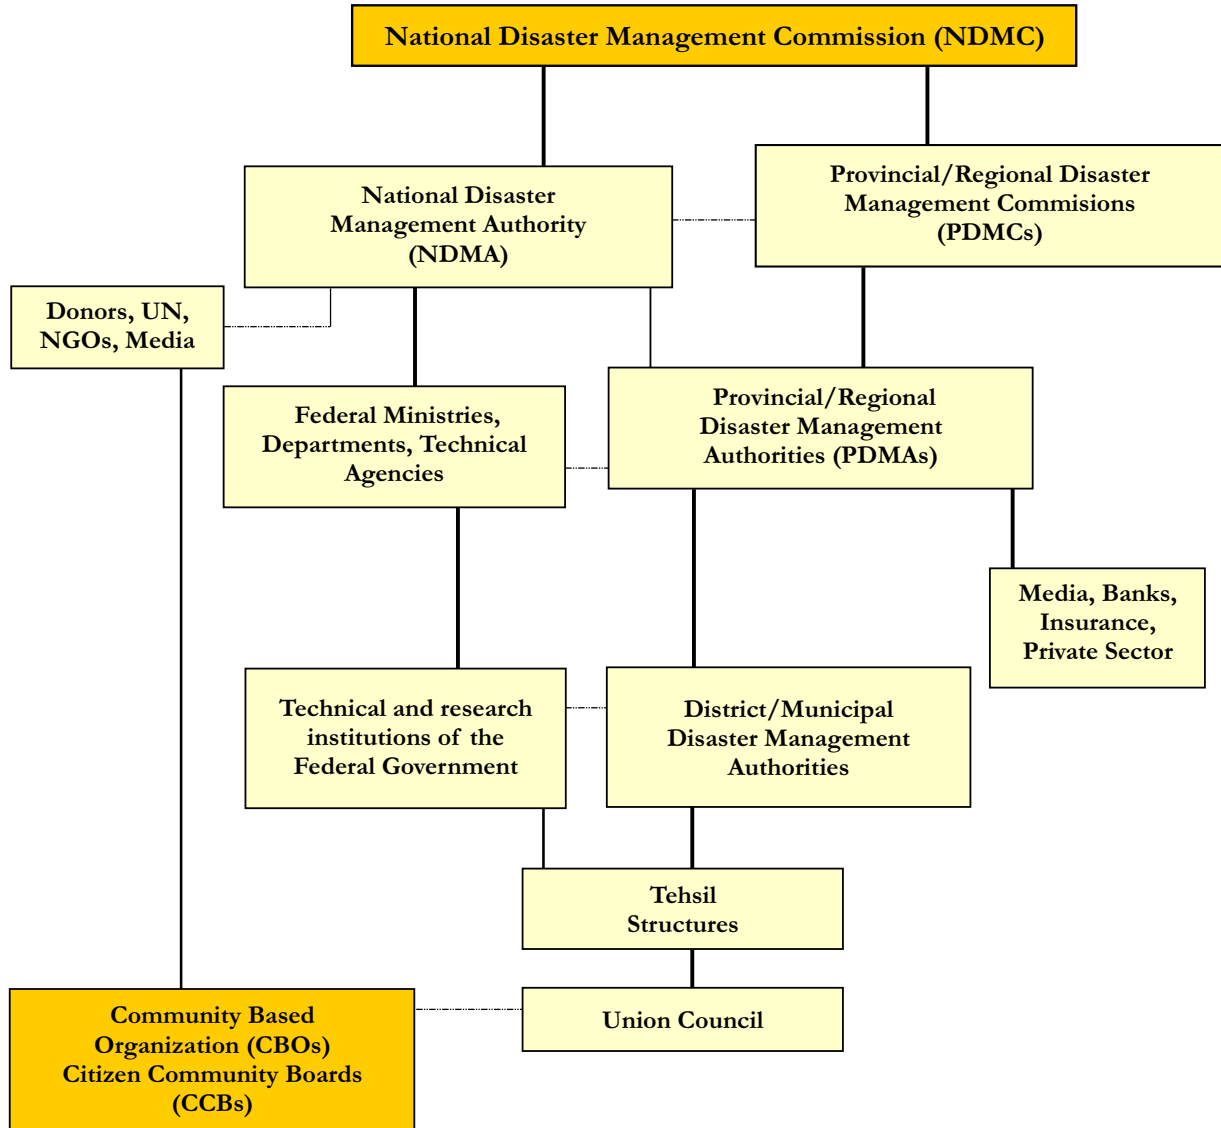 National Disaster Management Commission (NDMC)
National Disaster
Management Authority
(NDMA)
Provincial/Regional Disaster
Management Commisions
(PDMCs)
Donors, UN,
NGOs, Media
Federal Ministries,
Departments, Technical
Agencies
Provincial/Regional
Disaster Management
Authorities (PDMAs)
Media, Banks,
Insurance,
Private Sector
Technical and research
institutions of the
Federal Government
District/Municipal
Disaster Management
Authorities
Tehsil
Structures
Community Based
Organization (CBOs)
Citizen Community Boards
(CCBs)
Union Council